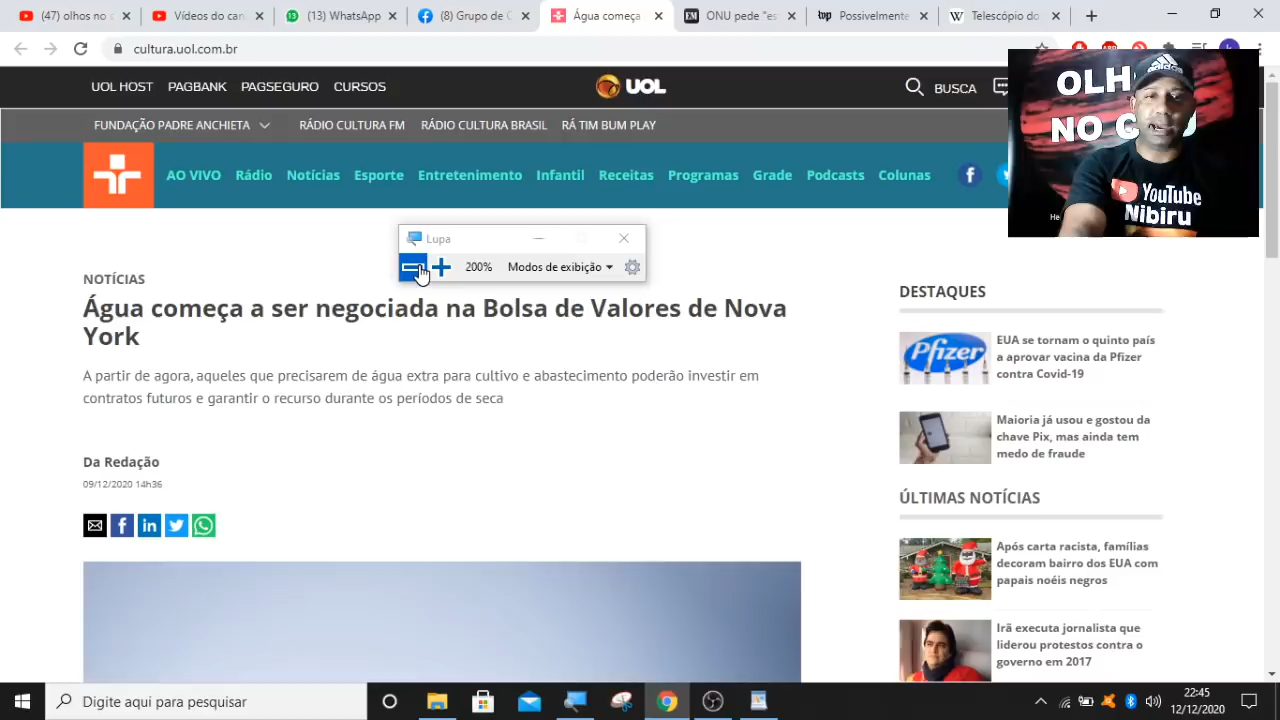 (47) olhos c
Vídeos do can
(13) WhatsApp
(8) Grupo de C
Água começa
ONU pede "es
Possivelmente
Telescópio do
cultura.uol.com.br
UOL HOST PAGBANK PAGSEGURO CURSOS
UOL
BUSCA
FUNDAÇÃO PADRE ANCHIETA RÁDIO CULTURA FM RÁDIO CULTURA BRASIL RÁ TIM BUM PLAY
AO VIVO Rádio Notícias Esporte Entretenimento Infantil Receitas Programas Grade Podcasts Colunas
OLH
NO C
YouTube
Nibiru
Lupa
200% Modos de exibição
NOTÍCIAS
Água começa a ser negociada na Bolsa de Valores de Nova
York
A partir de agora, aqueles que precisarem de água extra para cultivo e abastecimento poderão investir em
contratos futuros e garantir o recurso durante os períodos de seca
Da Redação
09/12/2020 14h36
DESTAQUES
Pfizer
EUA se tornam o quinto país
a aprovar vacina da Pfizer
contra Covid-19
Maioria já usou e gostou da
chave Pix, mas ainda tem
medo de fraude
ÚLTIMAS NOTÍCIAS
Após carta racista, famílias
decoram bairro dos EUA com
papais noéis negros
Irã executa jornalista que
liderou protestos contra o
governo em 2017
Digite aqui para pesquisar
22:45
12/12/2020